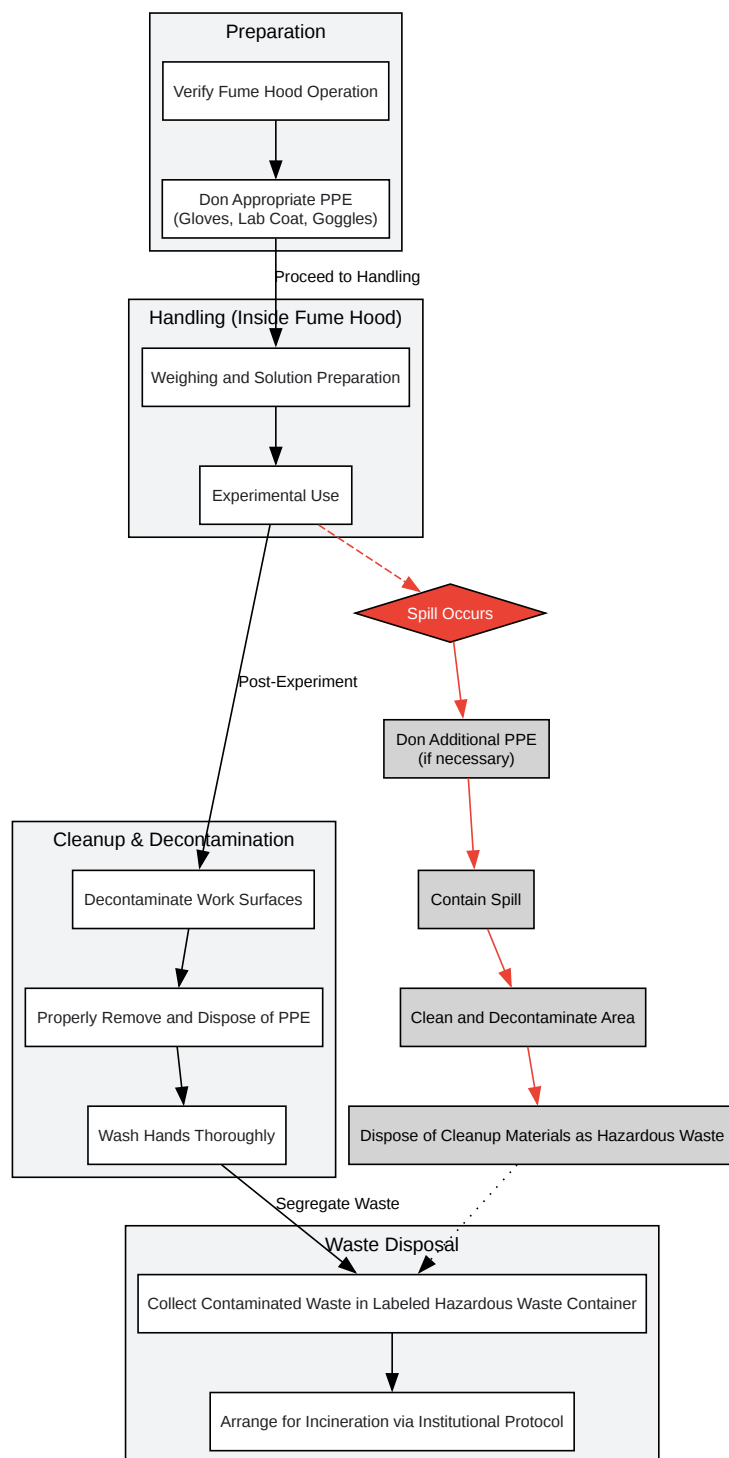 Preparation
Verify Fume Hood Operation
Don Appropriate PPE
(Gloves, Lab Coat, Goggles)
Proceed to Handling
Handling (Inside Fume Hood)
Weighing and Solution Preparation
Experimental Use
Spill Occurs
Post-Experiment
Don Additional PPE
(if necessary)
Cleanup & Decontamination
Decontaminate Work Surfaces
Contain Spill
Properly Remove and Dispose of PPE
Clean and Decontaminate Area
Wash Hands Thoroughly
Dispose of Cleanup Materials as Hazardous Waste
Segregate Waste
Waste Disposal
Collect Contaminated Waste in Labeled Hazardous Waste Container
Arrange for Incineration via Institutional Protocol